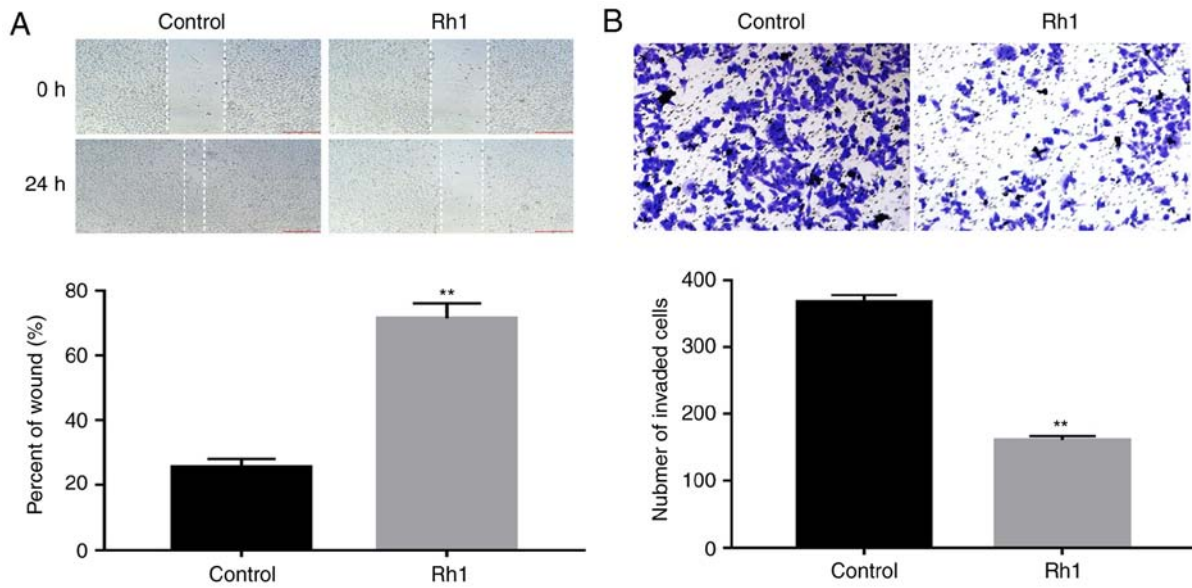 A
Control
Rh1
0 h
24 h
80
60
40
20
0
Percent of wound (%)
**
Control
Rh1
B
Control
Rh1
400
300
200
100
0
Nubmer of invaded cells
**
Control
Rh1